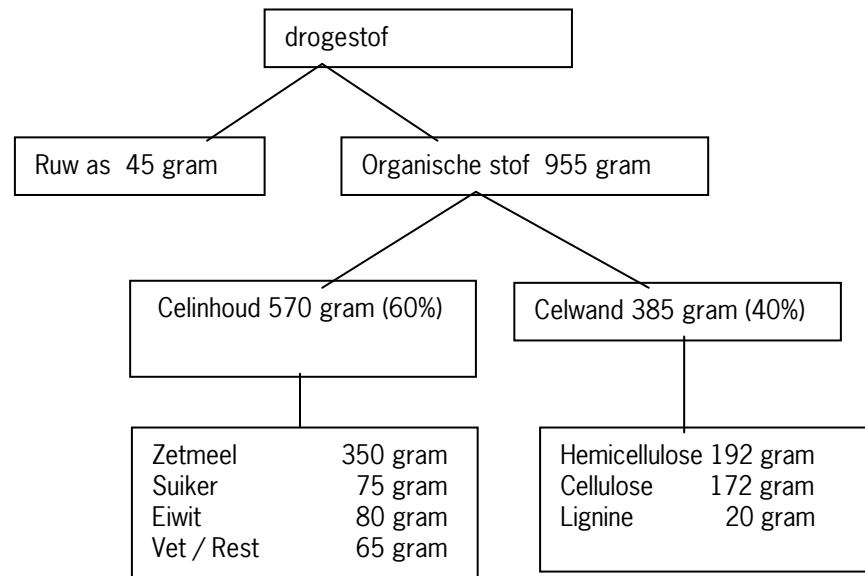 drogestof
Ruw as 45 gram
Organische stof 955 gram
Celinhoud 570 gram (60%)
Celwand 385 gram (40%)
Zetmeel 350 gram
Suiker 75 gram
Eiwit 80 gram
Vet / Rest 65 gram
Hemicellulose 192 gram
Cellulose 172 gram
Lignine 20 gram